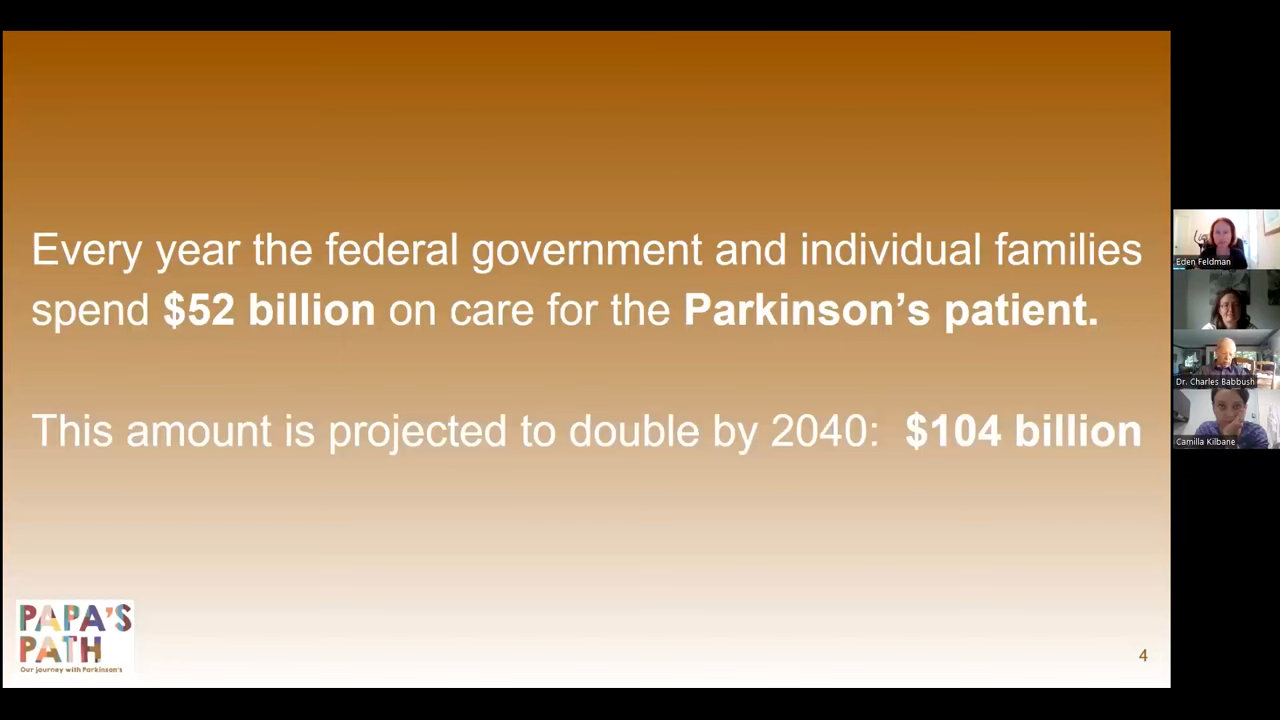 Every year the federal government and individual families
spend $52 billion on care for the Parkinson’s patient.
This amount is projected to double by 2040: $104 billion
PAPA'S
PATH
Our journey with Parkinson's
4
Eden Feldman
Dr. Charles Babbush
Camilla Kilbane